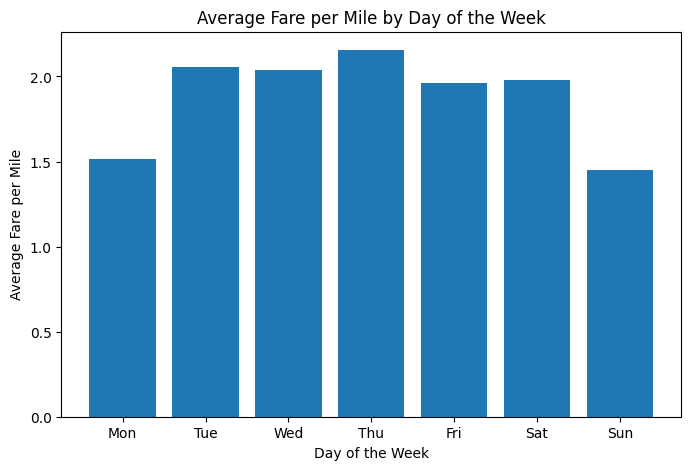 Average Fare per Mile by Day of the Week
Average Fare per Mile
2.0
1.5
1.0
0.5
0.0
Mon Tue Wed Thu Fri Sat Sun
Day of the Week